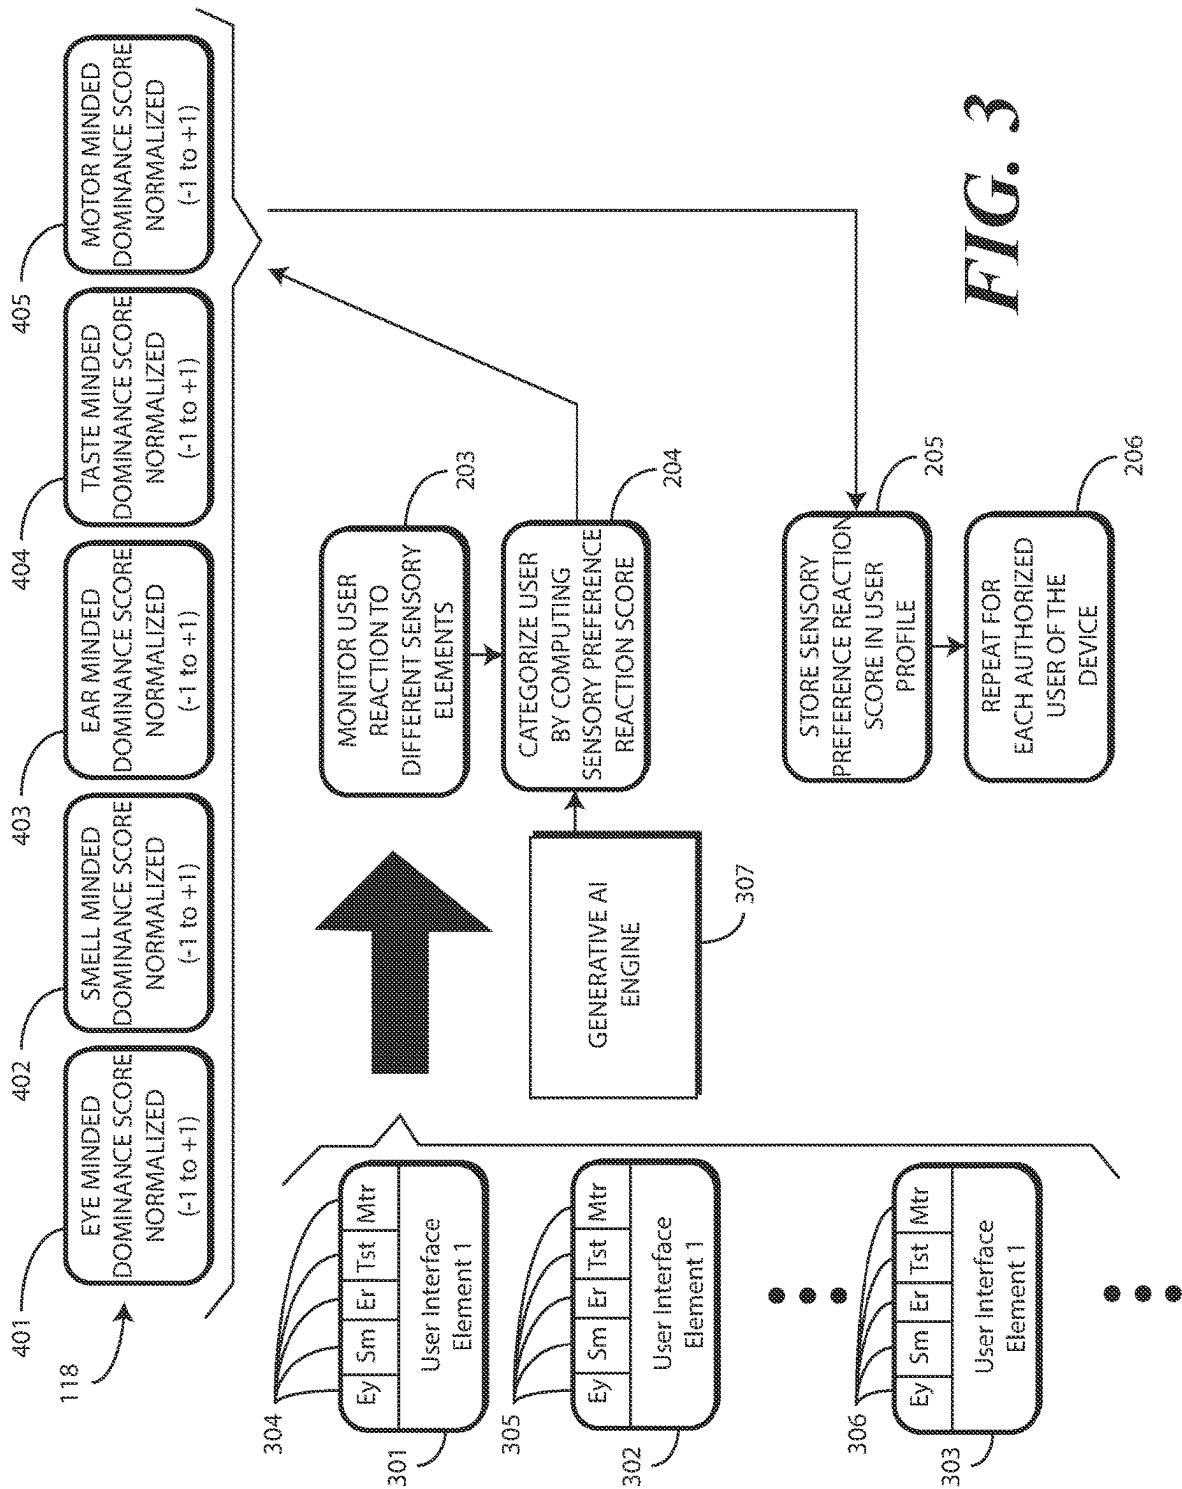 401
EYE MINDED
DOMINANCE SCORE
NORMALIZED
(-1 to +1)
402
SMELL MINDED
DOMINANCE SCORE
NORMALIZED
(-1 to +1)
403
EAR MINDED
DOMINANCE SCORE
NORMALIZED
(-1 to +1)
404
TASTE MINDED
DOMINANCE SCORE
NORMALIZED
(-1 to +1)
405
MOTOR MINDED
DOMINANCE SCORE
NORMALIZED
(-1 to +1)
118
304
Ey Sm Er Tst Mtr
User Interface
Element 1
301
305
Ey Sm Er Tst Mtr
User Interface
Element 1
302
306
Ey Sm Er Tst Mtr
User Interface
Element 1
303
MONITOR USER
REACTION TO
DIFFERENT SENSORY
ELEMENTS
203
GENERATIVE AI
ENGINE
307
CATEGORIZE USER
BY COMPUTING
SENSORY PREFERENCE
REACTION SCORE
204
STORE SENSORY
PREFERENCE REACTION
SCORE IN USER
PROFILE
205
REPEAT FOR
EACH AUTHORIZED
USER OF THE
DEVICE
206
FIG. 3